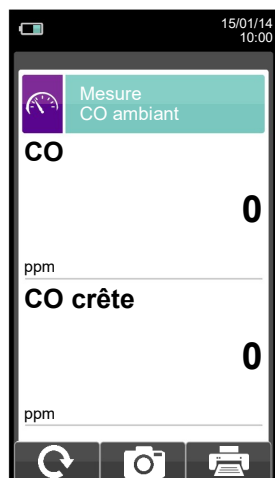 15/01/14
10:00
Mesure
CO ambiant
CO
0
ppm
CO crête
0
ppm